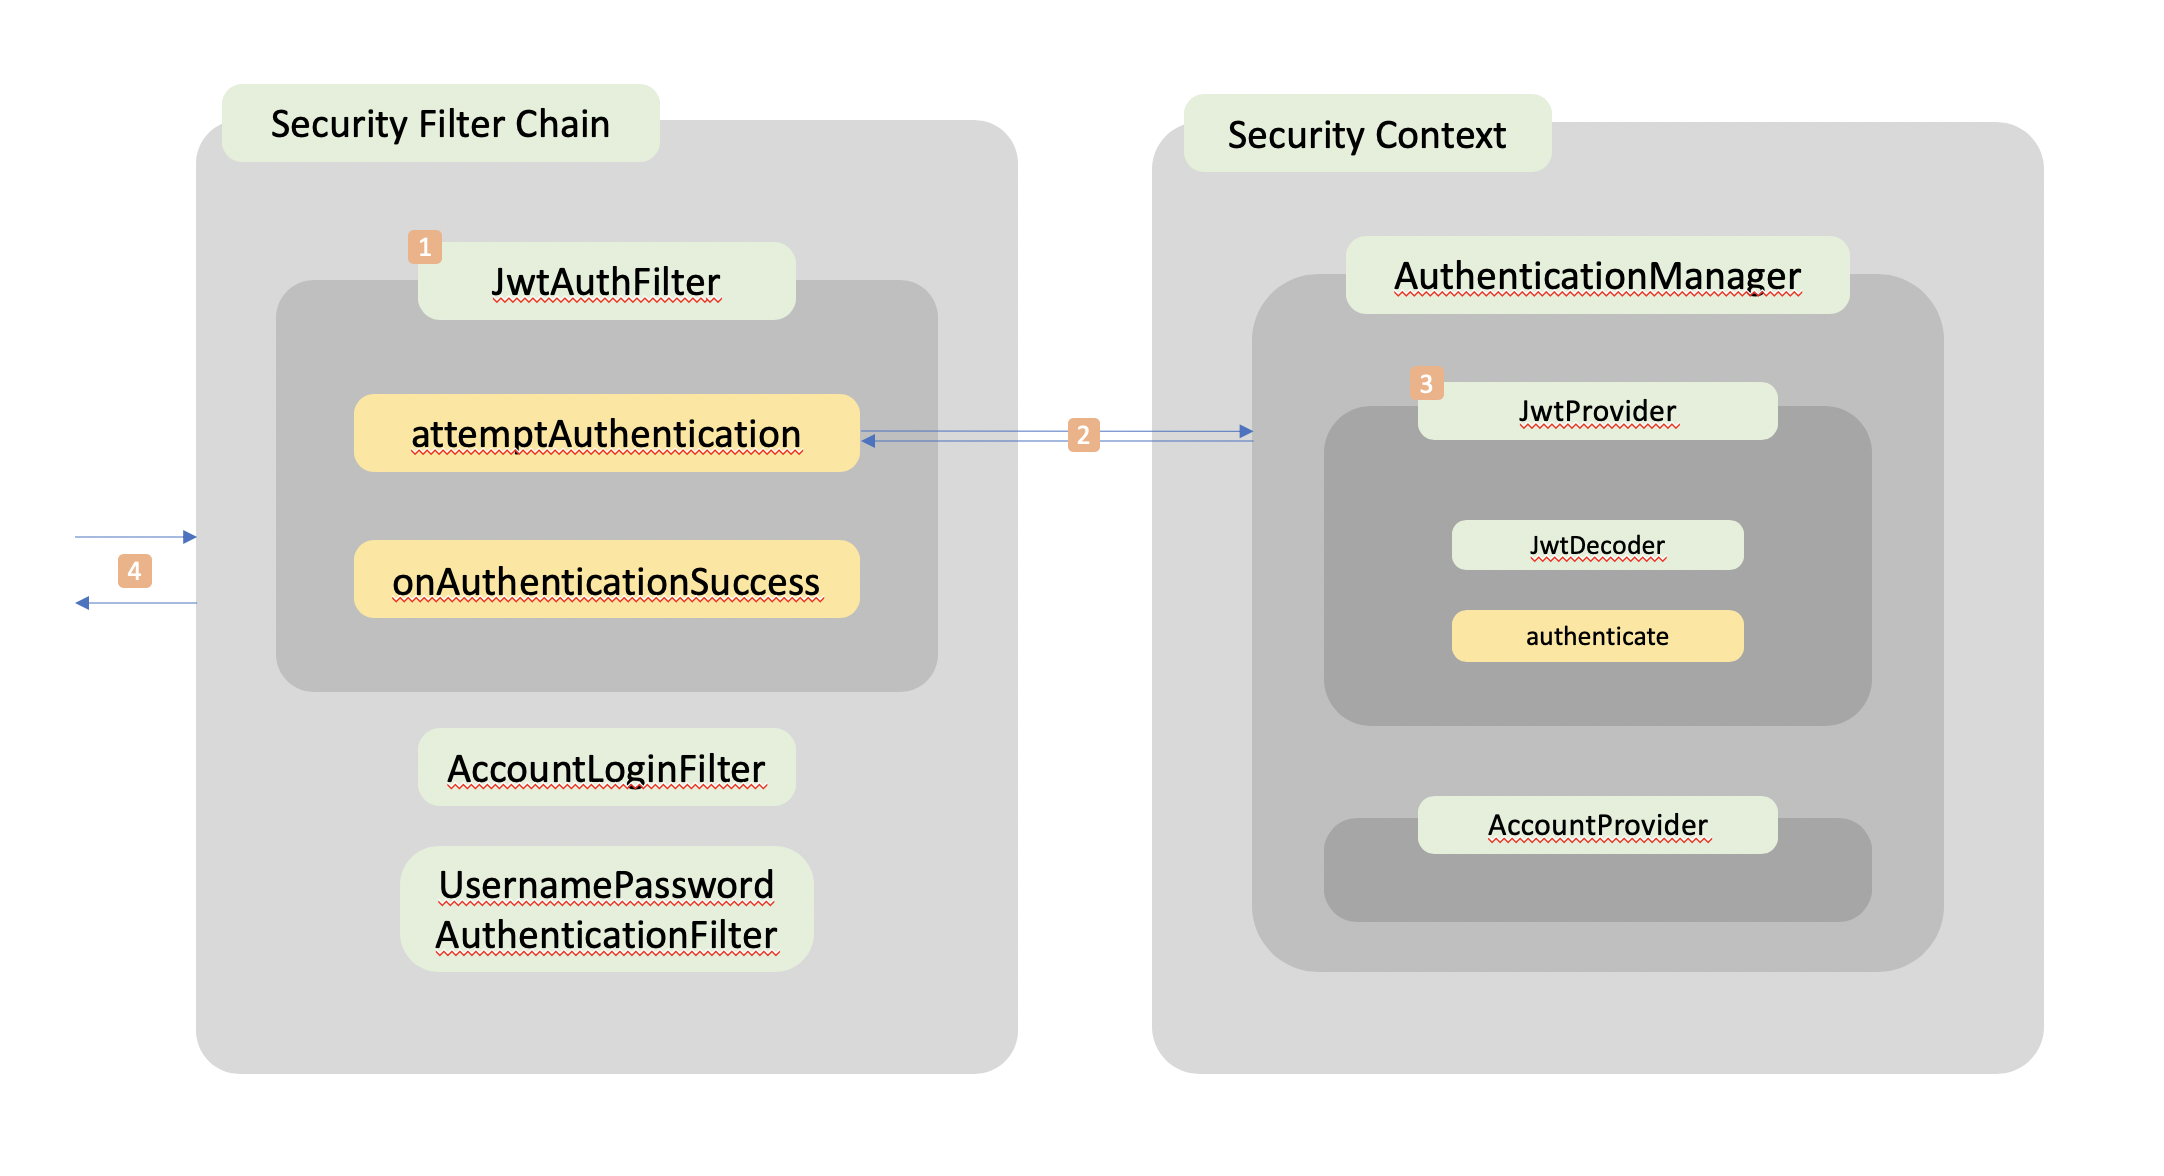 Security Filter Chain
1
JwtAuthFilter
attemptAuthentication
onAuthenticationSuccess
AccountLoginFilter
UsernamePassword
AuthenticationFilter
4
2
Security Context
AuthenticationManager
3
JwtProvider
JwtDecoder
authenticate
AccountProvider